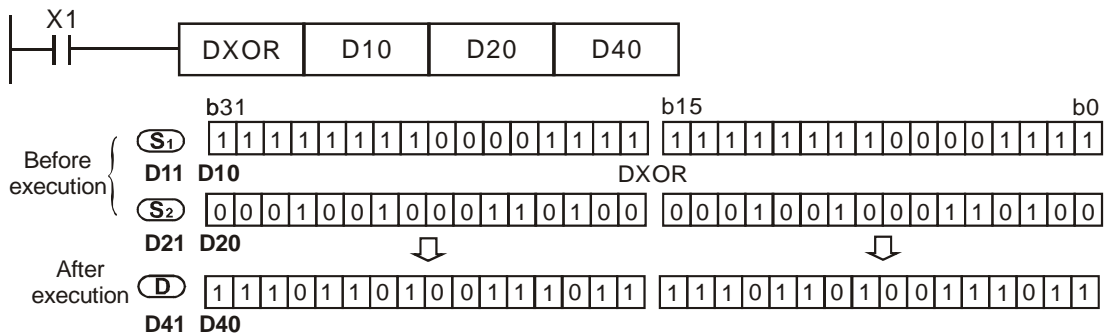 X1
DXOR D10 D20 D40
b31 b15 b0
Before execution
S1 1 1 1 1 1 1 1 1 0 0 0 0 1 1 1 1 1 1 1 1 1 1 1 1 0 0 0 0 1 1 1 1
D11 D10 DXOR
S2 0 0 0 1 0 0 1 0 0 0 1 1 0 1 0 0 0 0 0 1 0 0 1 0 0 0 1 1 0 1 0 0
D21 D20
After execution
D 1 1 1 0 1 1 0 1 0 0 1 1 1 0 1 1 1 1 1 0 1 1 0 1 0 0 1 1 1 0 1 1
D41 D40